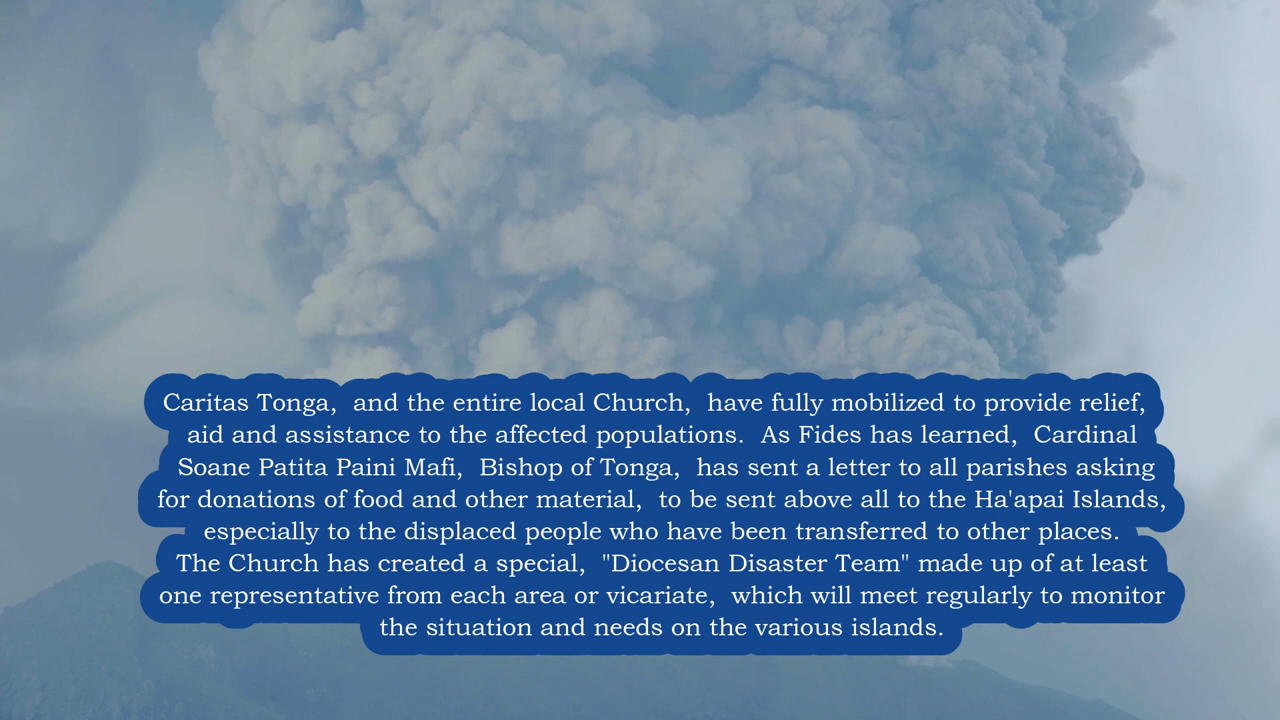 Caritas Tonga,  and the entire local Church,  have fully mobilized to provide relief,
aid and assistance to the affected populations.  As Fides has learned,  Cardinal
Soane Patita Paini Mafi,  Bishop of Tonga,  has sent a letter to all parishes asking
for donations of food and other material,  to be sent above all to the Ha'apai Islands,
especially to the displaced people who have been transferred to other places.
The Church has created a special,  "Diocesan Disaster Team" made up of at least
one representative from each area or vicariate,  which will meet regularly to monitor
the situation and needs on the various islands.